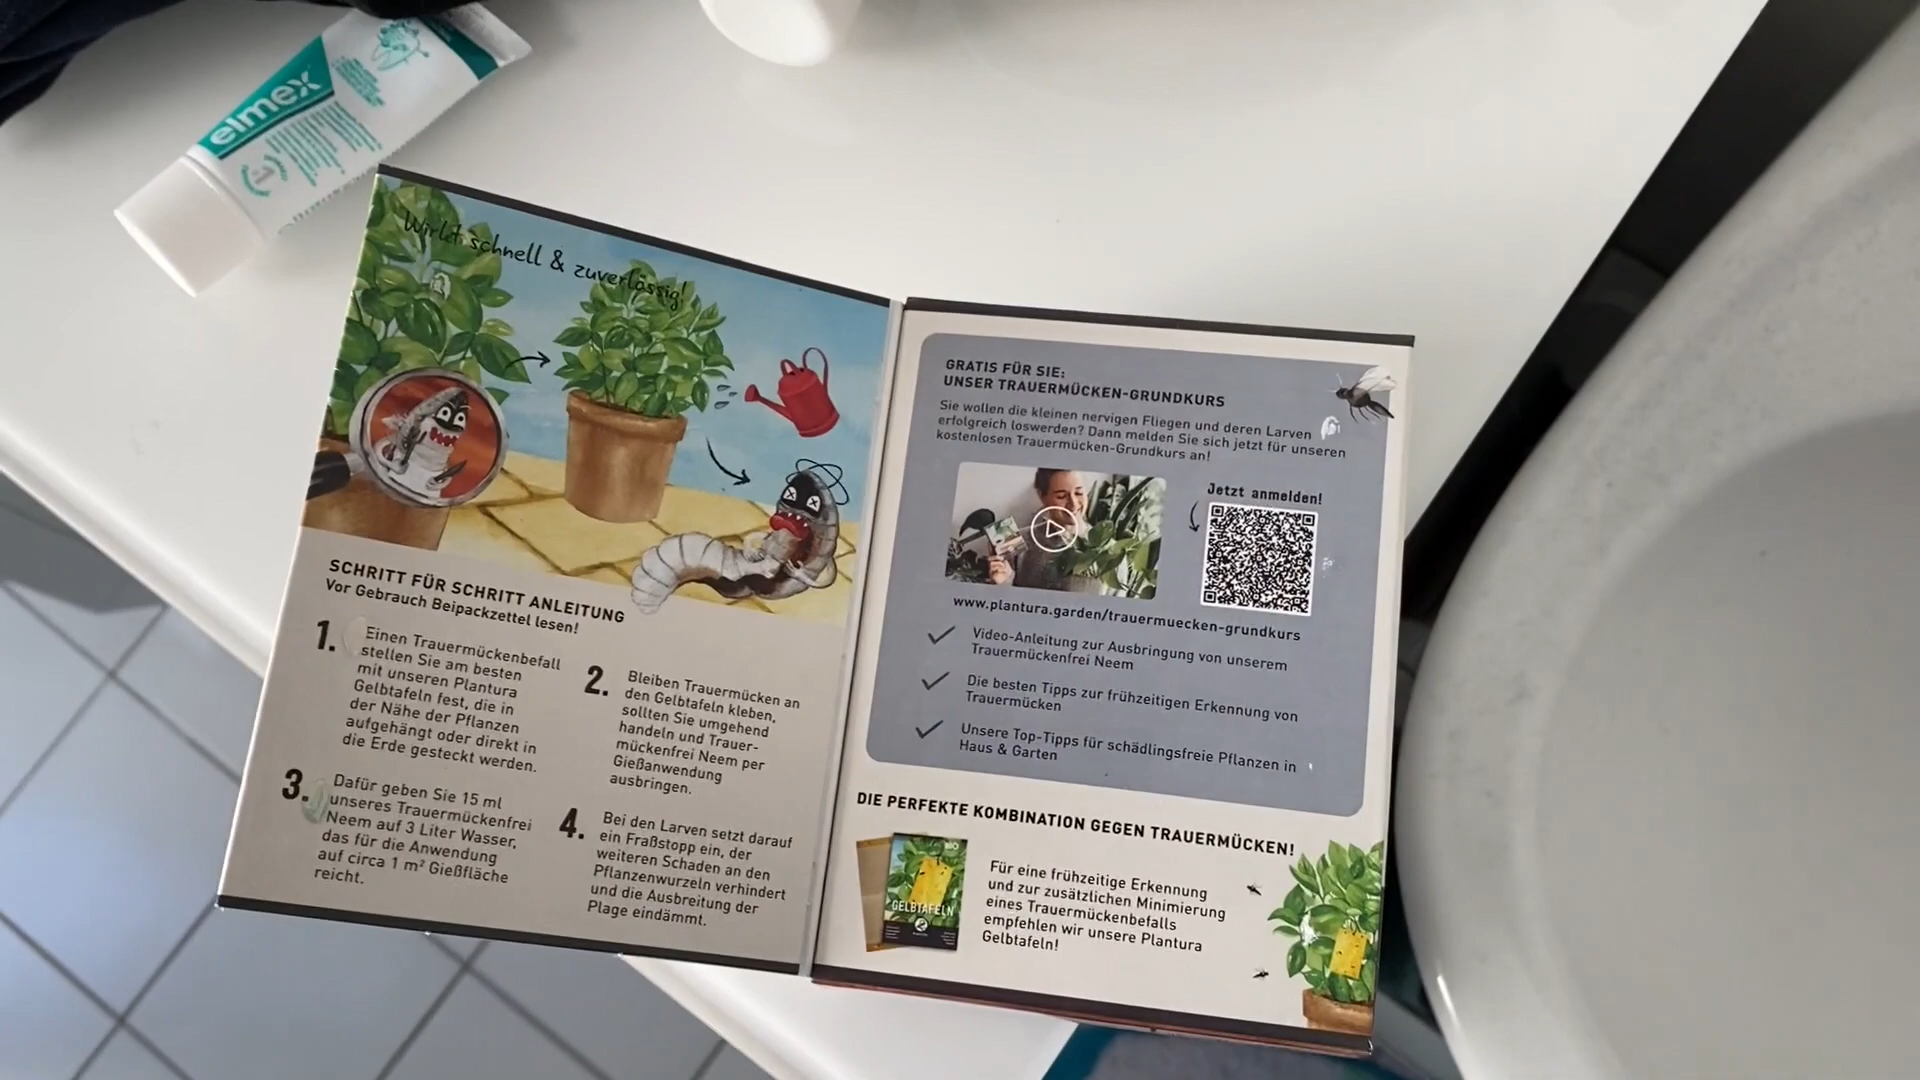 elmex
Wirkt schnell & zuverlässig!
SCHRITT FÜR SCHRITT ANLEITUNG
Vor Gebrauch Beipackzettel lesen!
1.
Einen Trauermückenbefall
stellen Sie am besten
mit unseren Plantura
Gelbtafeln fest, die in
der Nähe der Pflanzen
aufgehängt oder direkt in
die Erde gesteckt werden.
2.
Bleiben Trauermücken an
den Gelbtafeln kleben,
sollten Sie umgehend
handeln und Trauer-
mückenfrei Neem per
Gießanwendung
ausbringen.
3.
Dafür geben Sie 15 ml
unseres Trauermückenfrei
Neem auf 3 Liter Wasser,
das für die Anwendung
auf circa 1 m² Gießfläche
reicht.
4.
Bei den Larven setzt darauf
ein Fraßstopp ein, der
weiteren Schaden an den
Pflanzenwurzeln verhindert
und die Ausbreitung der
Plage eindämmt.
GRATIS FÜR SIE:
UNSER TRAUERMÜCKEN-GRUNDKURS
Sie wollen die kleinen nervigen Fliegen und deren Larven
erfolgreich loswerden? Dann melden Sie sich jetzt für unseren
kostenlosen Trauermücken-Grundkurs an!
Jetzt anmelden!
www.plantura.garden/trauermuecken-grundkurs
Video-Anleitung zur Ausbringung von unserem
Trauermückenfrei Neem
Die besten Tipps zur frühzeitigen Erkennung von
Trauermücken
Unsere Top-Tipps für schädlingsfreie Pflanzen in
Haus & Garten
DIE PERFEKTE KOMBINATION GEGEN TRAUERMÜCKEN!
GELBTAFELN
Für eine frühzeitige Erkennung
und zur zusätzlichen Minimierung
eines Trauermückenbefalls
empfehlen wir unsere Plantura
Gelbtafeln!